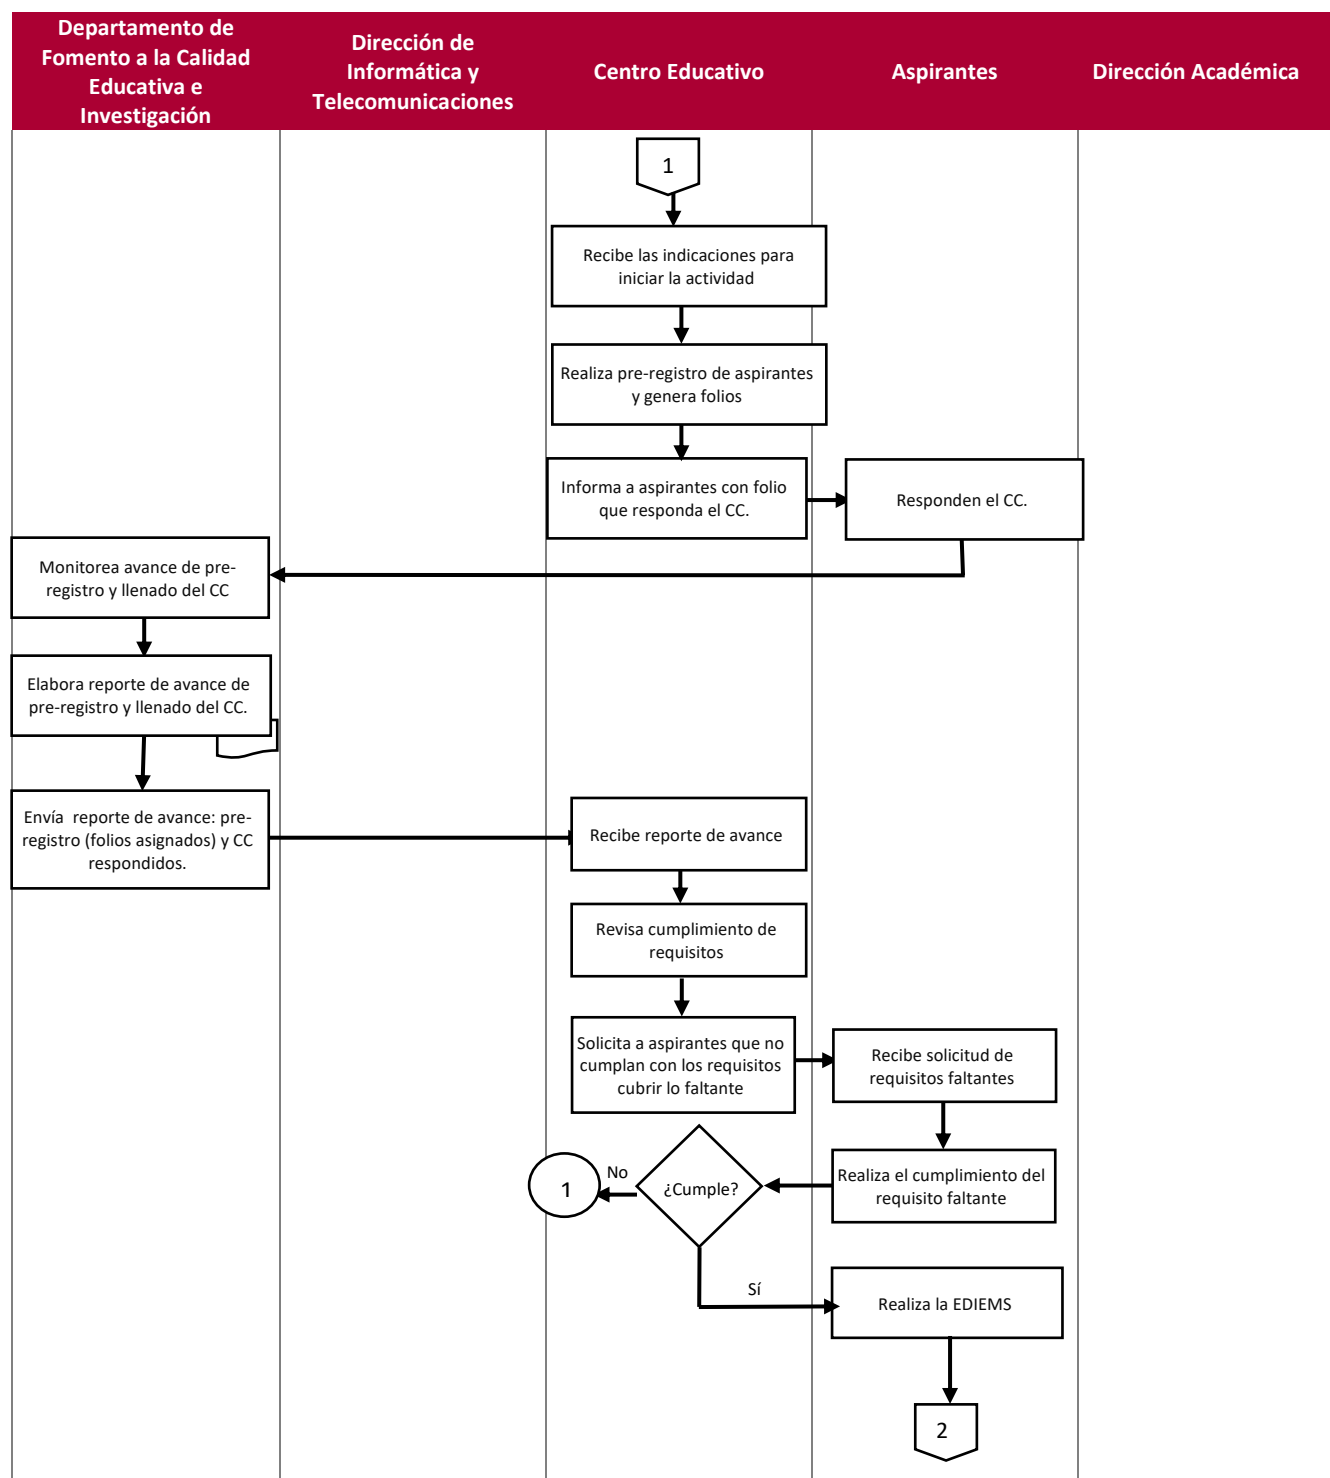 Departamento de
Fomento a la Calidad
Educativa e
Investigación
Dirección de
Informática y
Telecomunicaciones
Centro Educativo
Aspirantes
Dirección Académica
1
Recibe las indicaciones para
iniciar la actividad
Realiza pre-registro de aspirantes
y genera folios
Informa a aspirantes con folio
que responda el CC.
Responden el CC.
Monitorea avance de pre-
registro y llenado del CC
Elabora reporte de avance de
pre-registro y llenado del CC.
Envía reporte de avance: pre-
registro (folios asignados) y CC
respondidos.
Recibe reporte de avance
Revisa cumplimiento de
requisitos
Solicita a aspirantes que no
cumplan con los requisitos
cubrir lo faltante
Recibe solicitud de
requisitos faltantes
Realiza el cumplimiento del
requisito faltante
¿Cumple?
No
1
Sí
Realiza la EDIEMS
2